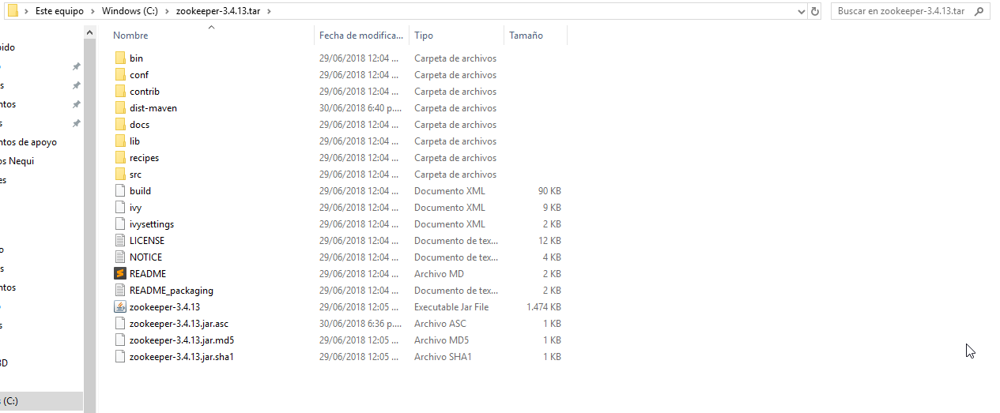 Este equipo > Windows (C:) > zookeeper-3.4.13.tar >
Buscar en zookeeper-3.4.13.tar
Nombre Fecha de modifica... Tipo Tamaño
bin 29/06/2018 12:04 ... Carpeta de archivos
conf 29/06/2018 12:04 ... Carpeta de archivos
contrib 29/06/2018 12:04 ... Carpeta de archivos
dist-maven 30/06/2018 6:40 p.... Carpeta de archivos
docs 29/06/2018 12:04 ... Carpeta de archivos
lib 29/06/2018 12:04 ... Carpeta de archivos
recipes 29/06/2018 12:04 ... Carpeta de archivos
src 29/06/2018 12:04 ... Carpeta de archivos
build 29/06/2018 12:04 ... Documento XML 90 KB
ivy 29/06/2018 12:04 ... Documento XML 9 KB
ivysettings 29/06/2018 12:04 ... Documento XML 2 KB
LICENSE 29/06/2018 12:04 ... Documento de tex... 12 KB
NOTICE 29/06/2018 12:04 ... Documento de tex... 4 KB
README 29/06/2018 12:04 ... Archivo MD 2 KB
README_packaging 29/06/2018 12:04 ... Documento de tex... 2 KB
zookeeper-3.4.13 29/06/2018 12:05 ... Executable Jar File 1.474 KB
zookeeper-3.4.13.jar.asc 30/06/2018 6:36 p.... Archivo ASC 1 KB
zookeeper-3.4.13.jar.md5 29/06/2018 12:05 ... Archivo MD5 1 KB
zookeeper-3.4.13.jar.sha1 29/06/2018 12:05 ... Archivo SHA1 1 KB
ido
s
ntos
s
ntos de apoyo
os Nequi
es
o
s
ntos
s
(C:)